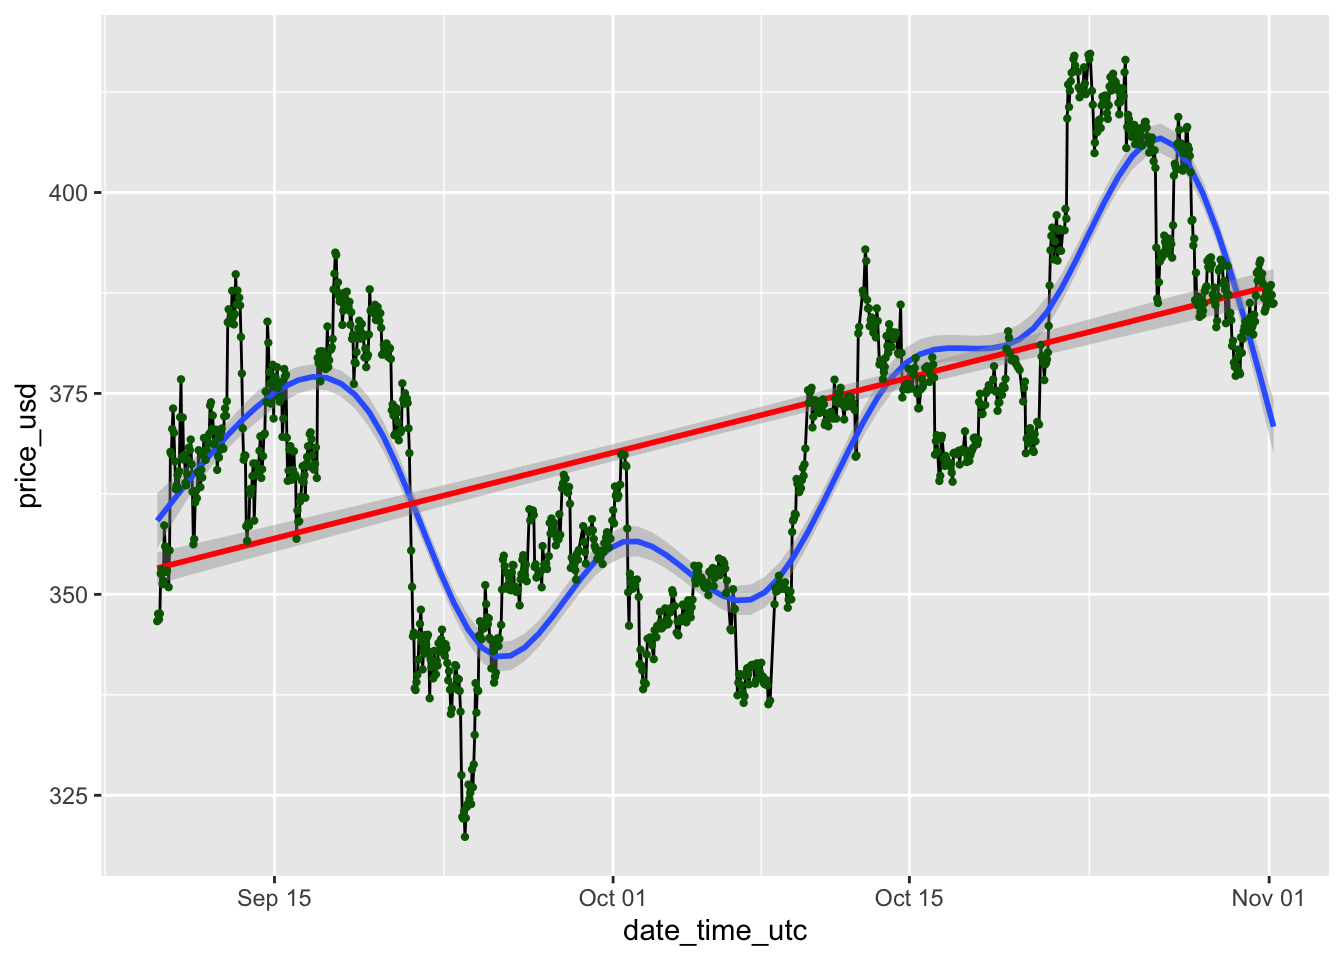 price_usd
400
375
350
325
Sep 15
Oct 01
Oct 15
Nov 01
date_time_utc